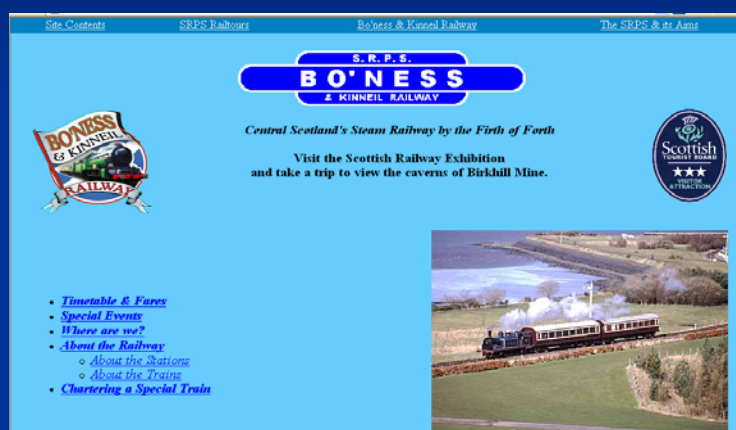 Site Contents SRPS Railtours Bo'ness & Kinneil Railway The SRPS & its Aims
S.R.P.S.
BO'NESS
& KINNEIL RAILWAY
BO'NESS
& KINNEIL
RAILWAY
Central Scotland's Steam Railway by the Firth of Forth
Visit the Scottish Railway Exhibition
and take a trip to view the caverns of Birkhill Mine.
Scottish
TOURIST BOARD
★★★
VISITOR
ATTRACTION
Timetable & Fares
Special Events
Where are we?
About the Railway
About the Stations
About the Trains
Chartering a Special Train